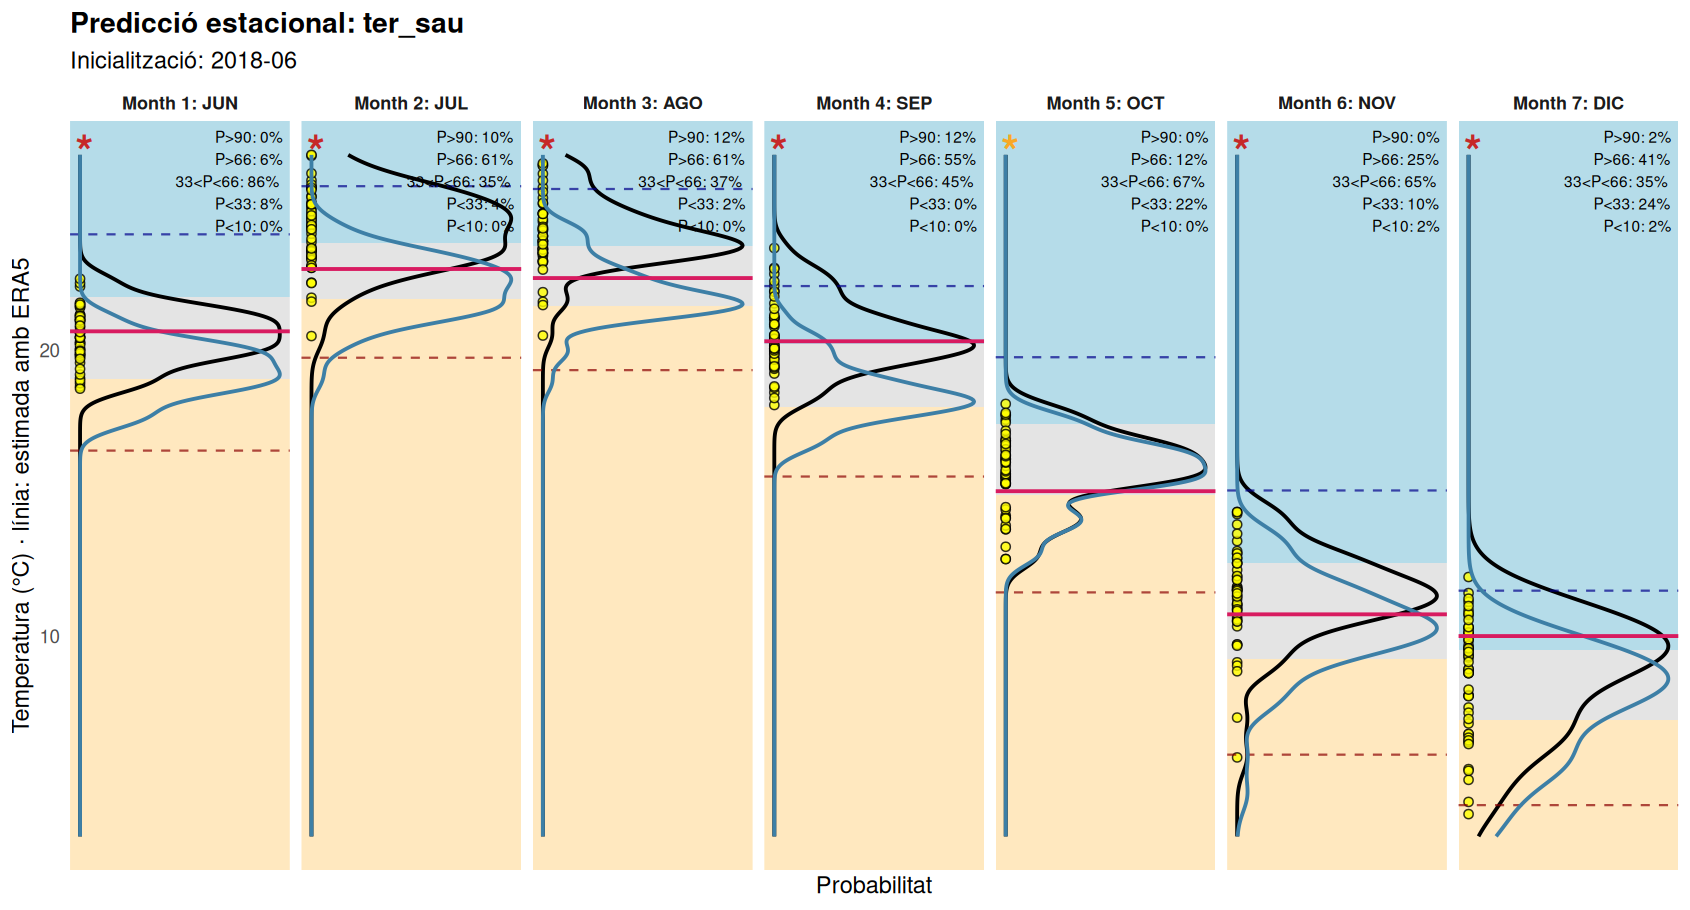 Predicció estacional: ter_sau
Inicialització: 2018-06
Month 1: JUN
P>90: 0%
P>66: 6%
33<P<66: 86%
P<33: 8%
P<10: 0%
Month 2: JUL
P>90: 10%
P>66: 61%
33<P<66: 35%
P<33: 4%
P<10: 0%
Month 3: AGO
P>90: 12%
P>66: 61%
33<P<66: 37%
P<33: 2%
P<10: 0%
Month 4: SEP
P>90: 12%
P>66: 55%
33<P<66: 45%
P<33: 0%
P<10: 0%
Month 5: OCT
P>90: 0%
P>66: 12%
33<P<66: 67%
P<33: 22%
P<10: 0%
Month 6: NOV
P>90: 0%
P>66: 25%
33<P<66: 65%
P<33: 10%
P<10: 2%
Month 7: DIC
P>90: 2%
P>66: 41%
33<P<66: 35%
P<33: 24%
P<10: 2%
Temperatura (°C) · línia: estimada amb ERA5
20
10
Probabilitat